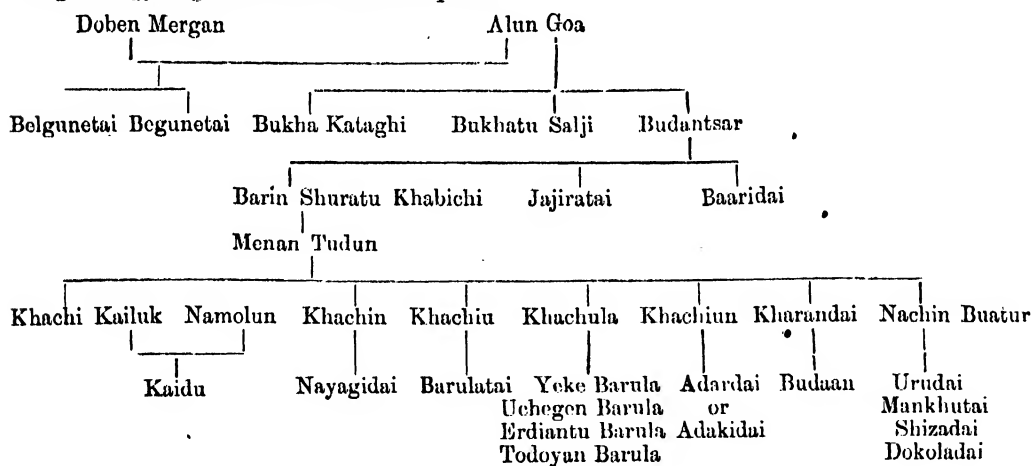 Doben Mergan Alun Goa
Belgunetai Begunetai Bukha Kataghi Bukhatu Salji Budantsar
Barin Shuratu Khabichi Jajiratai Baaridai
Menan Tudun
Khachi Kailuk Namolun Khachin Khachiu Khachula Khachiun Kharandai Nachin Buatur
Kaidu Nayagidai Barulatai Yeke Barula Adardai Budaan Urudai
Uchegen Barula or Mankhutai
Erdiantu Barula Adakidai Shizadai
Todoyan Barula Dokoladai